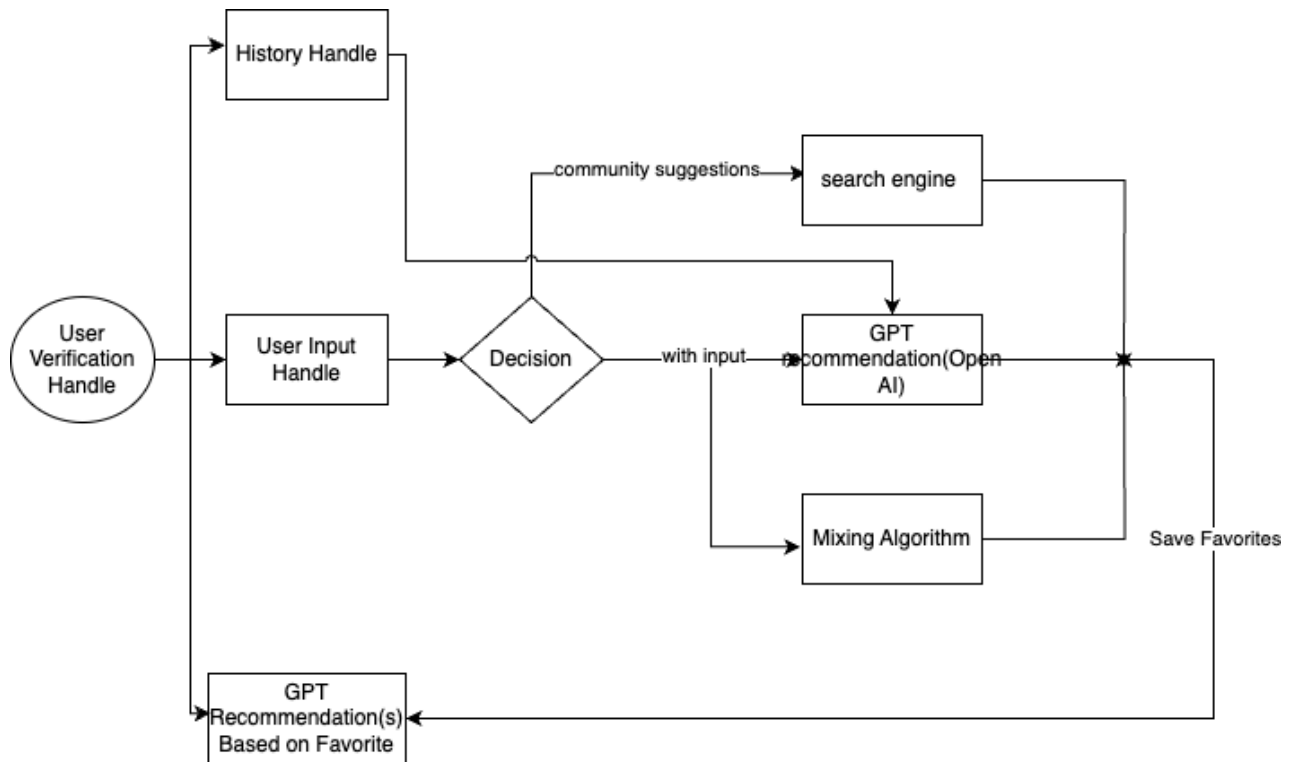 History Handle
community suggestions
search engine
User
Verification
Handle
User Input
Handle
Decision
with input
GPT
recommendation(Open
AI)
Mixing Algorithm
Save Favorites
GPT
Recommendation(s)
Based on Favorite